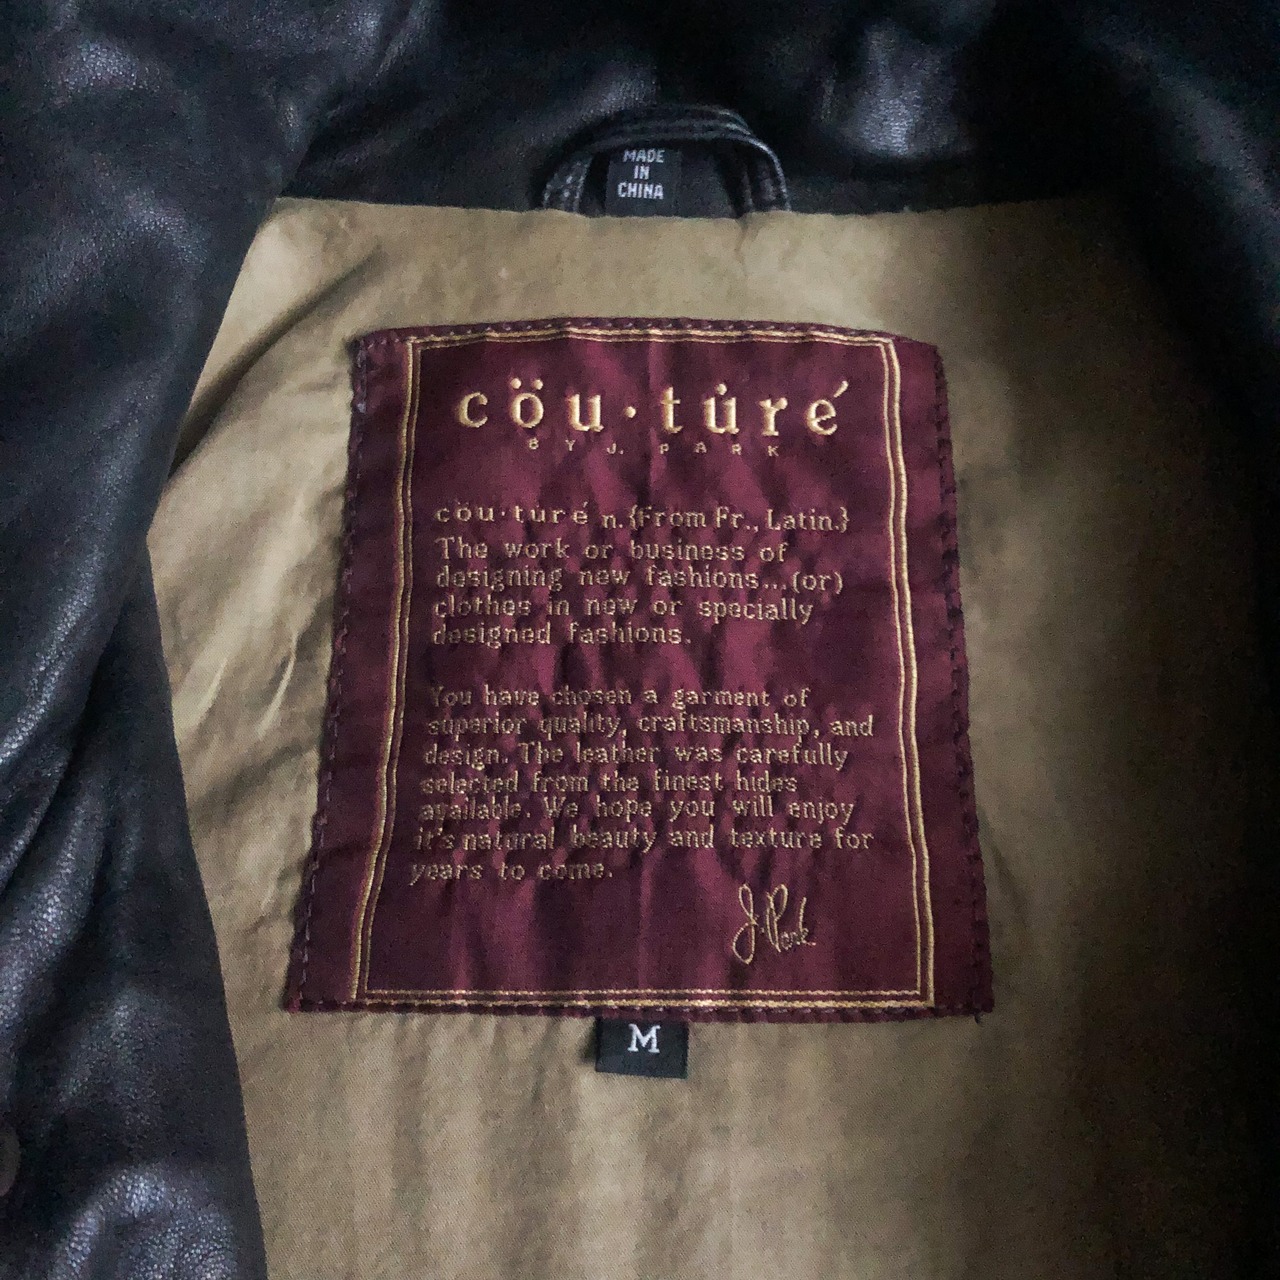 MADE
IN
CHINA
cöu·tu̇ré
BY J. PARK
cöu·turé n.{From Fr., Latin.}
The work or business of
designing new fashions...(or)
clothes in new or specially
designed fashions.
You have chosen a garment of
superior quality, craftsmanship, and
design. The leather was carefully
selected from the finest hides
available. We hope you will enjoy
it's natural beauty and texture for
years to come.
J. Park
M